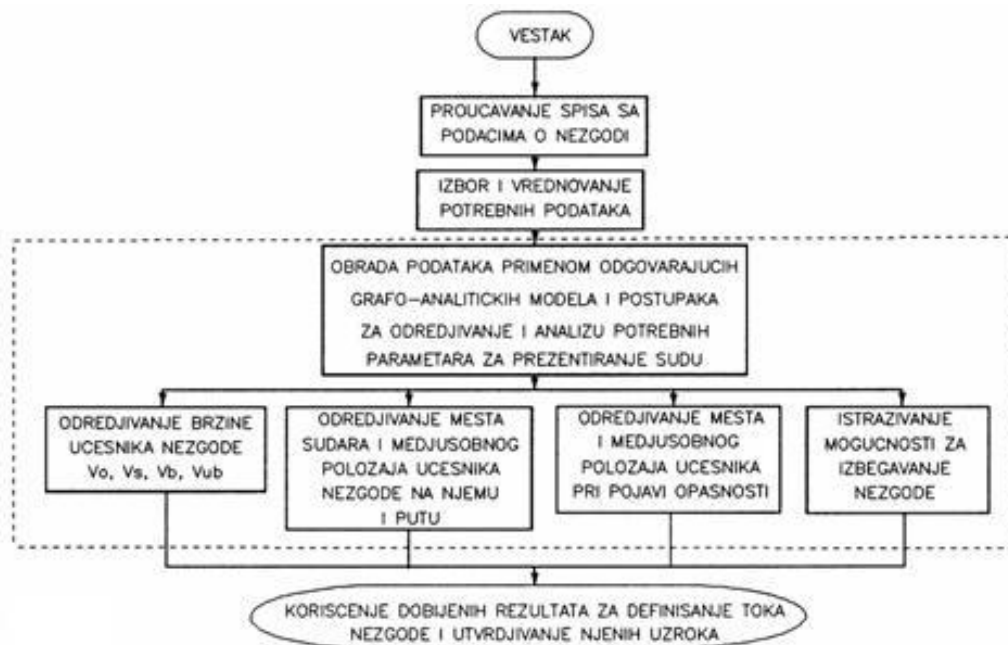 VESTAK
PROUCAVANJE SPISA SA
PODACIMA O NEZGODI
IZBOR I VREDNOVANJE
POTREBNIH PODATAKA
OBRADA PODATAKA PRIMENOM ODGOVARAJUCIH
GRAFO-ANALITICKIH MODELA I POSTUPAKA
ZA ODREDJIVANJE I ANALIZU POTREBNIH
PARAMETARA ZA PREZENTIRANJE SUDU
ODREDJIVANJE BRZINE
UCESNIKA NEZGODE
Vo, Vs, Vb, Vub
ODREDJIVANJE MESTA
SUDARA I MEDJUSOBNOG
POLOZAJA UCESNIKA
NEZGODE NA NJEMU
I PUTU
ODREDJIVANJE MESTA
I MEDJUSOBNOG
POLOZAJA UCESNIKA
PRI POJAVI OPASNOSTI
ISTRAZIVANJE
MOGUCNOSTI ZA
IZBEGAVANJE
NEZGODE
KORISCENJE DOBIJENIH REZULTATA ZA DEFINISANJE TOKA
NEZGODE I UTVRDJIVANJE NJENIH UZROKA